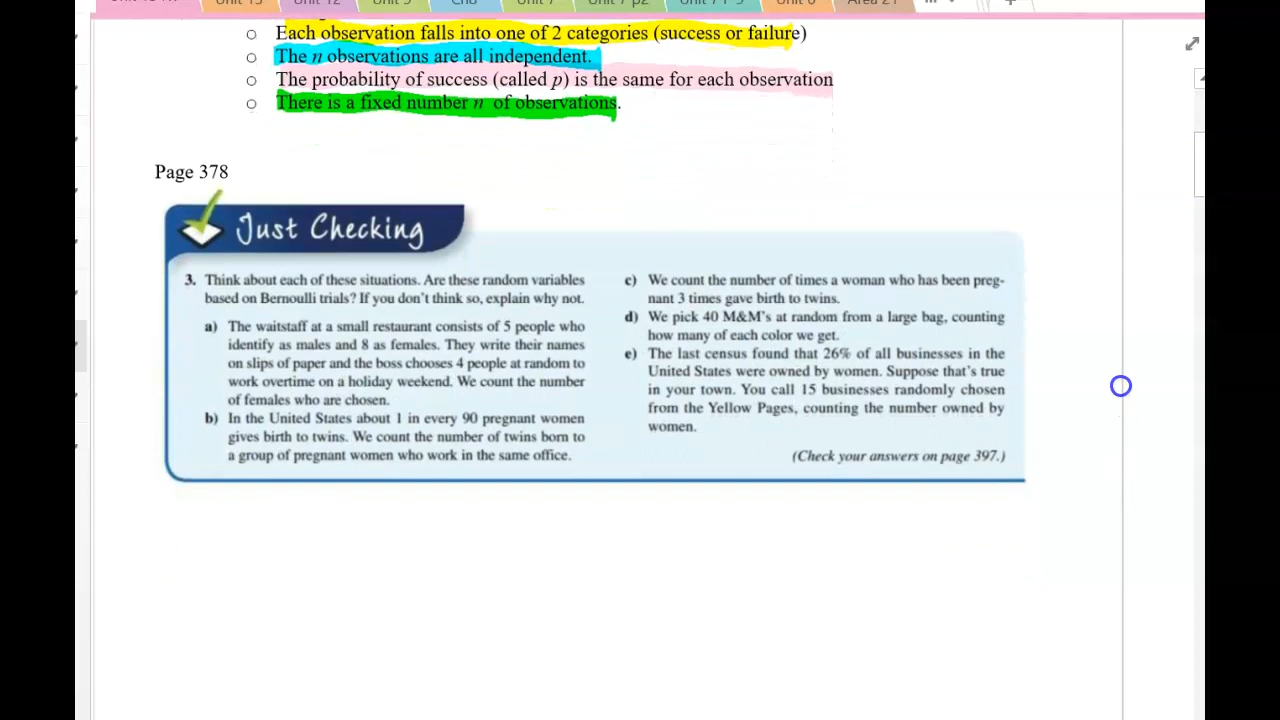 Each observation falls into one of 2 categories (success or failure)
The n observations are all independent.
The probability of success (called p) is the same for each observation
There is a fixed number n of observations.
Page 378
Just Checking
3. Think about each of these situations. Are these random variables
based on Bernoulli trials? If you don't think so, explain why not.
a) The waitstaff at a small restaurant consists of 5 people who
identify as males and 8 as females. They write their names
on slips of paper and the boss chooses 4 people at random to
work overtime on a holiday weekend. We count the number
of females who are chosen.
b) In the United States about 1 in every 90 pregnant women
gives birth to twins. We count the number of twins born to
a group of pregnant women who work in the same office.
c) We count the number of times a woman who has been preg-
nant 3 times gave birth to twins.
d) We pick 40 M&M's at random from a large bag, counting
how many of each color we get.
e) The last census found that 26% of all businesses in the
United States were owned by women. Suppose that's true
in your town. You call 15 businesses randomly chosen
from the Yellow Pages, counting the number owned by
women.
(Check your answers on page 397.)